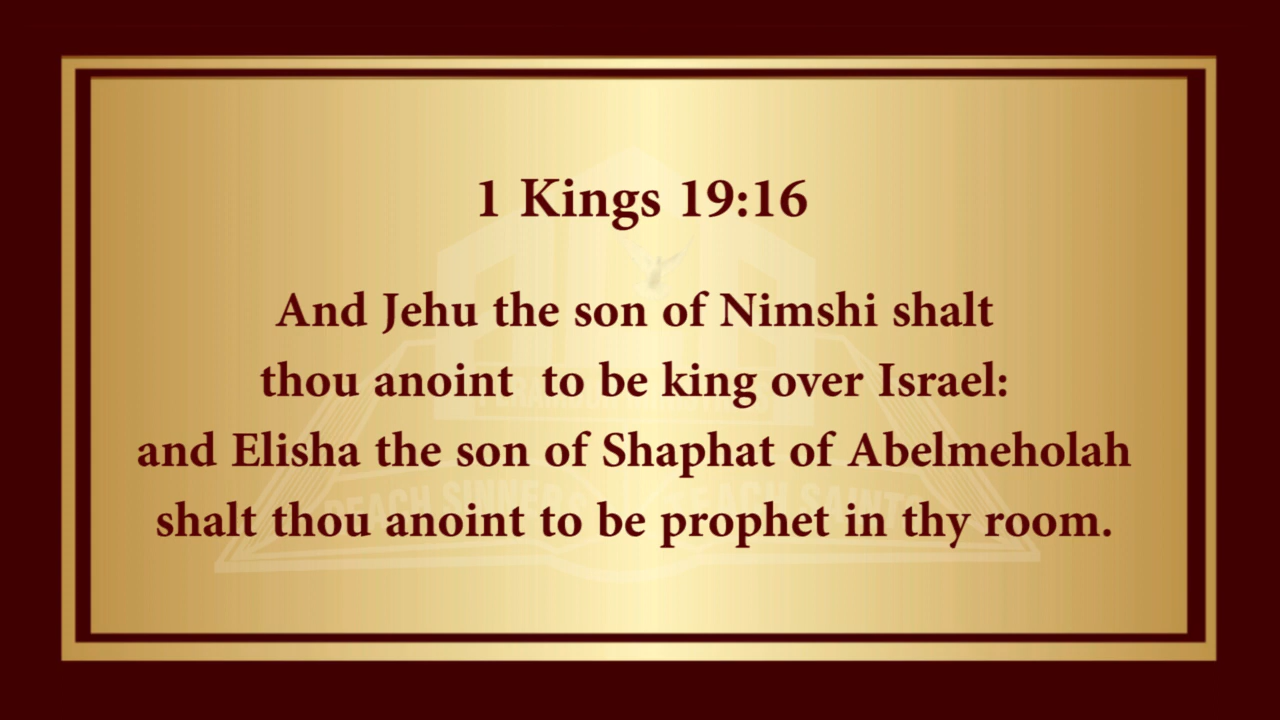 1 Kings 19:16
And Jehu the son of Nimshi shalt
thou anoint to be king over Israel:
and Elisha the son of Shaphat of Abelmeholah
shalt thou anoint to be prophet in thy room.